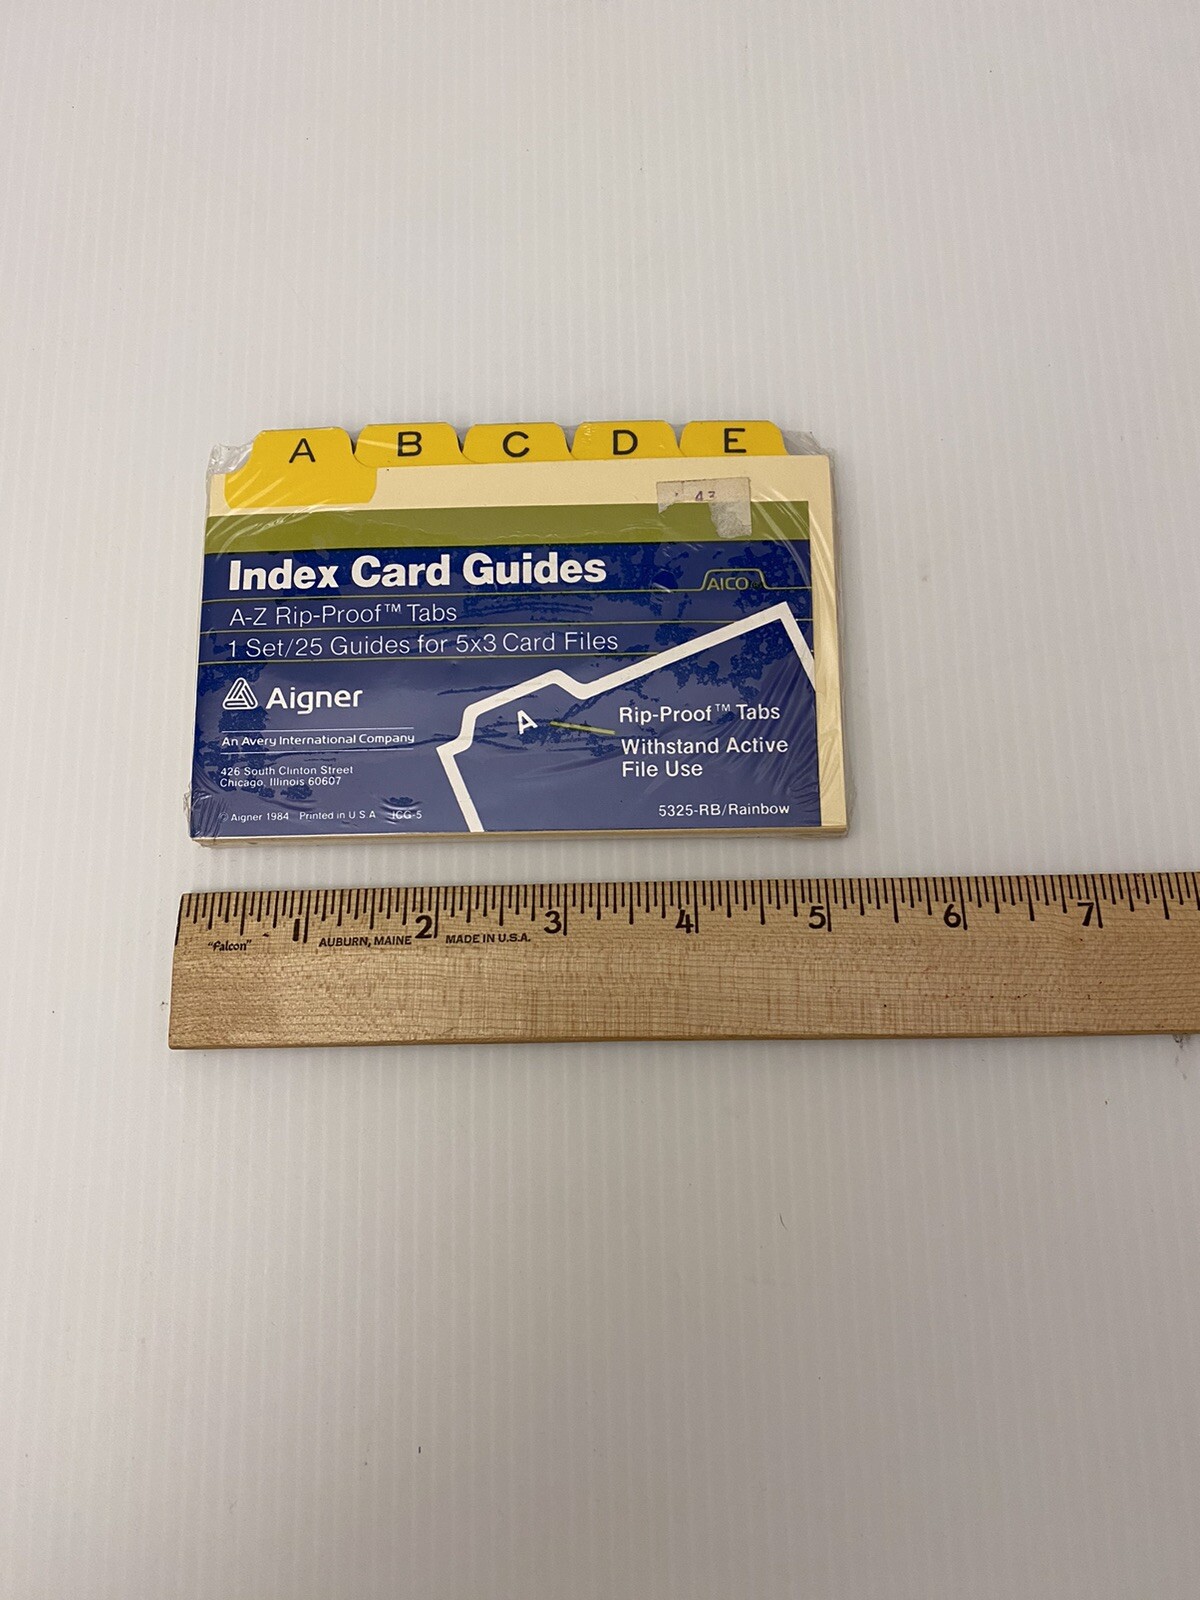 A B C D E
43
Index Card Guides
AICO
A-Z Rip-Proof™ Tabs
1 Set/25 Guides for 5x3 Card Files
Aigner
An Avery International Company
426 South Clinton Street
Chicago, Illinois 60607
© Aigner 1984 Printed in U S A ICG-5
A
Rip-Proof™ Tabs
Withstand Active
File Use
5325-RB/Rainbow
1 2 3 4 5 6 7
"Falcon" AUBURN, MAINE MADE IN U.S.A.